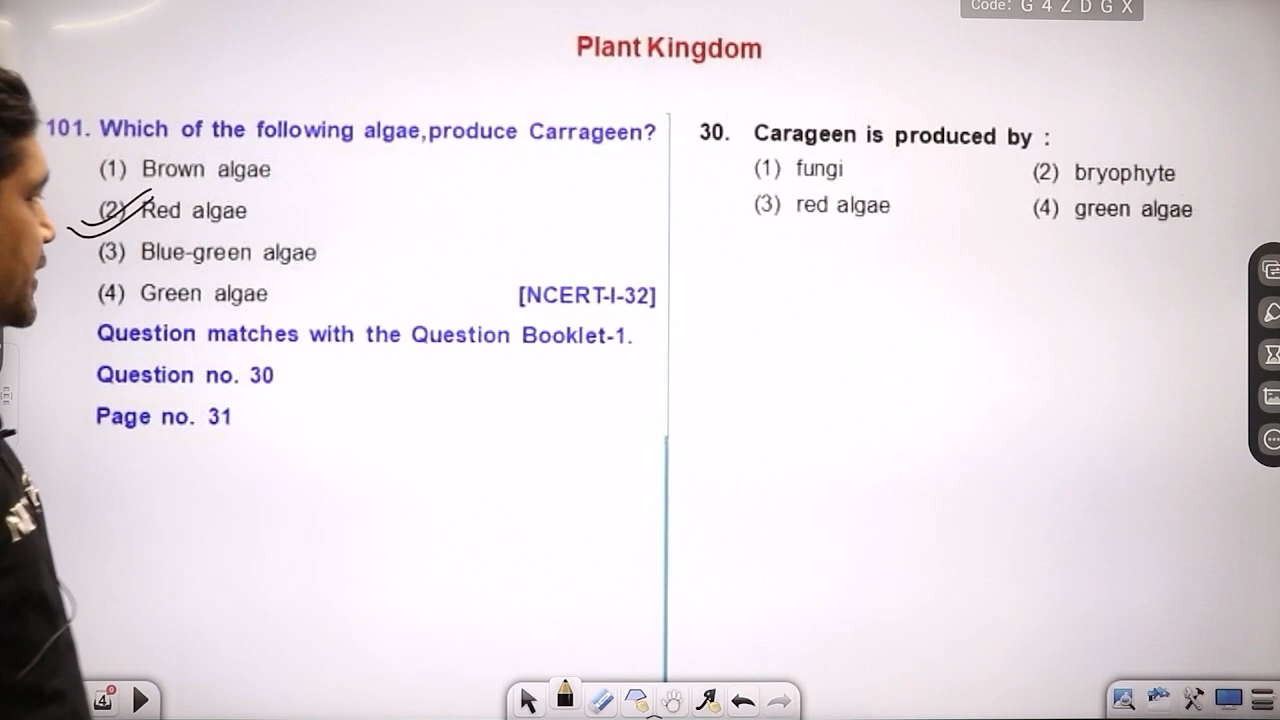 Code: G 4 Z D G X
Plant Kingdom
101. Which of the following algae,produce Carrageen?
(1) Brown algae
(2) Red algae
(3) Blue-green algae
(4) Green algae [NCERT-I-32]
Question matches with the Question Booklet-1.
Question no. 30
Page no. 31
30. Carageen is produced by :
(1) fungi (2) bryophyte
(3) red algae (4) green algae
4